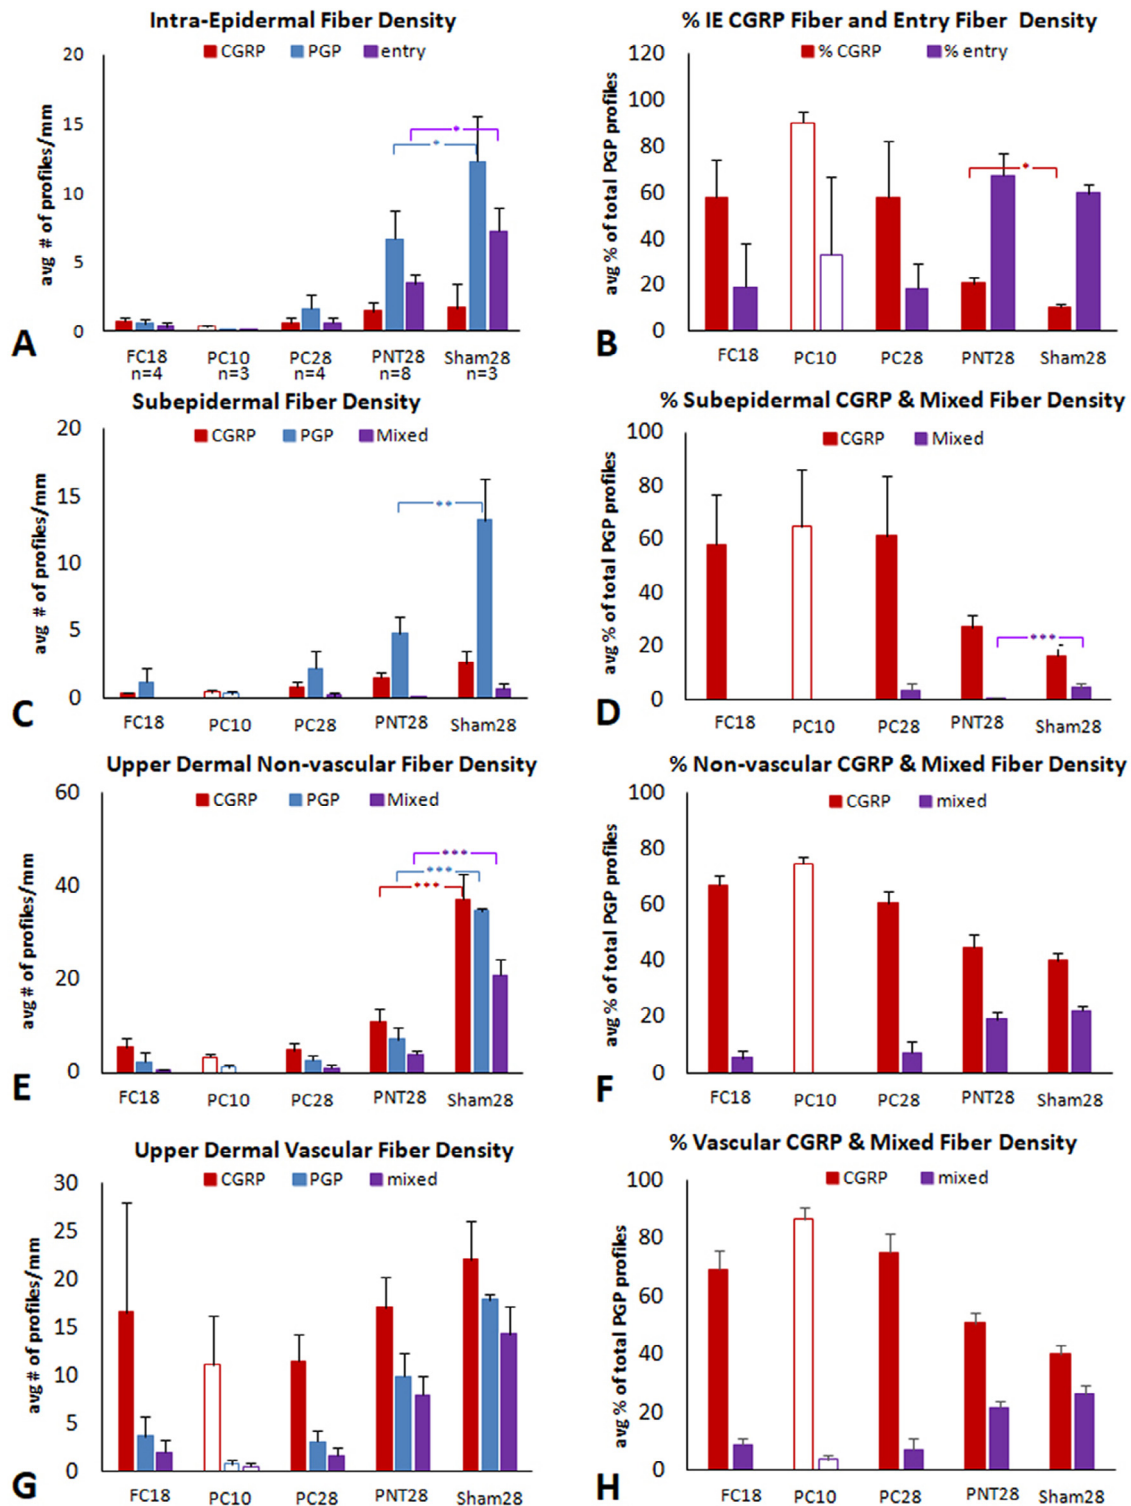 Intra-Epidermal Fiber Density
CGRP PGP entry
avg # of profiles/mm
20
15
10
5
0
* *
FC18 PC10 PC28 PNT28 Sham28
n=4 n=3 n=4 n=8 n=3
A
% IE CGRP Fiber and Entry Fiber Density
% CGRP % entry
avg % of total PGP profiles
120
100
80
60
40
20
0
*
FC18 PC10 PC28 PNT28 Sham28
B
Subepidermal Fiber Density
CGRP PGP Mixed
avg # of profiles/mm
20
15
10
5
0
**
FC18 PC10 PC28 PNT28 Sham28
C
% Subepidermal CGRP & Mixed Fiber Density
CGRP Mixed
avg % of total PGP profiles
100
80
60
40
20
0
***
FC18 PC10 PC28 PNT28 Sham28
D
Upper Dermal Non-vascular Fiber Density
CGRP PGP Mixed
avg # of profiles/mm
60
40
20
0
***
***
***
FC18 PC10 PC28 PNT28 Sham28
E
% Non-vascular CGRP & Mixed Fiber Density
CGRP mixed
avg % of total PGP profiles
100
80
60
40
20
0
FC18 PC10 PC28 PNT28 Sham28
F
Upper Dermal Vascular Fiber Density
CGRP PGP mixed
avg # of profiles/mm
30
25
20
15
10
5
0
FC18 PC10 PC28 PNT28 Sham28
G
% Vascular CGRP & Mixed Fiber Density
CGRP mixed
avg % of total PGP profiles
100
80
60
40
20
0
FC18 PC10 PC28 PNT28 Sham28
H